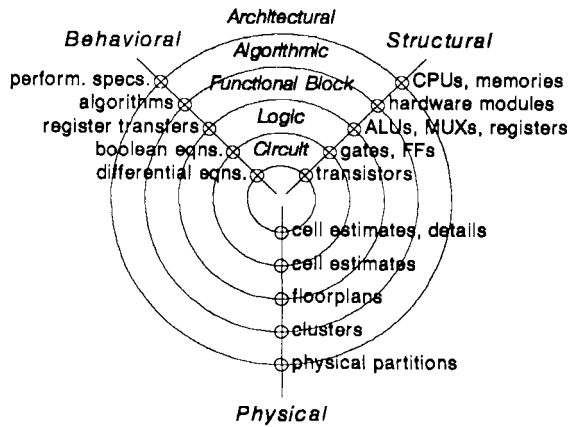 Architectural
Behavioral
Structural
Algorithmic
perform. specs.
CPUs, memories
Functional Block
algorithms
hardware modules
register transfers
Logic
ALUs, MUXs, registers
boolean eqns.
Circuit
gates, FFs
differential eqns.
transistors
cell estimates, details
cell estimates
floorplans
clusters
physical partitions
Physical